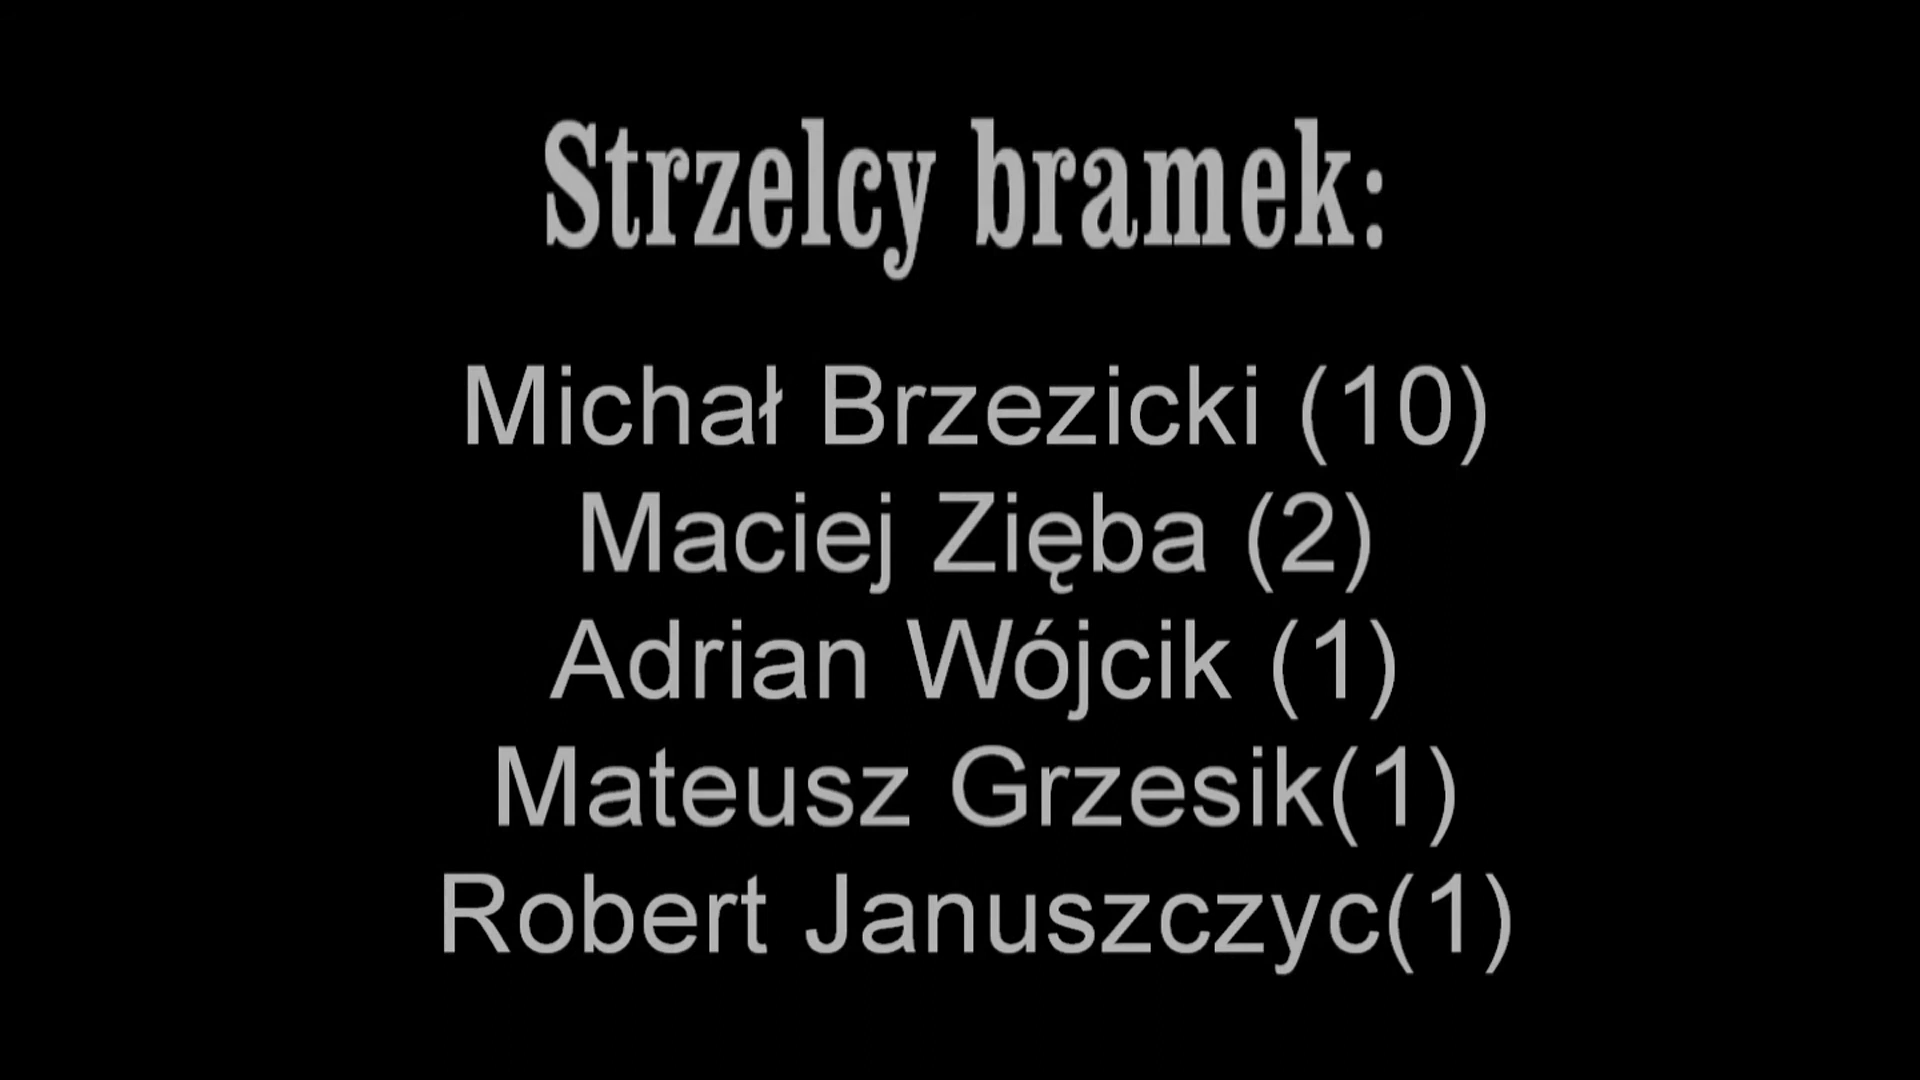 Strzelcy bramek:
Michał Brzezicki (10)
Maciej Zięba (2)
Adrian Wójcik (1)
Mateusz Grzesik(1)
Robert Januszczyc(1)